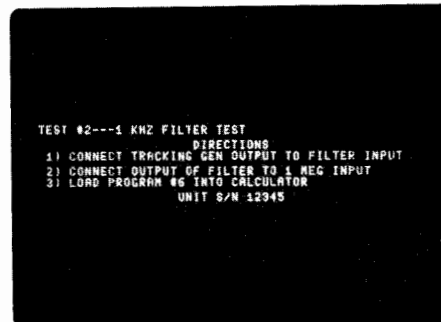 TEST #2---1 KHZ FILTER TEST
DIRECTIONS
1) CONNECT TRACKING GEN OUTPUT TO FILTER INPUT
2) CONNECT OUTPUT OF FILTER TO 1 MEG INPUT
3) LOAD PROGRAM #6 INTO CALCULATOR
UNIT S/N 12345